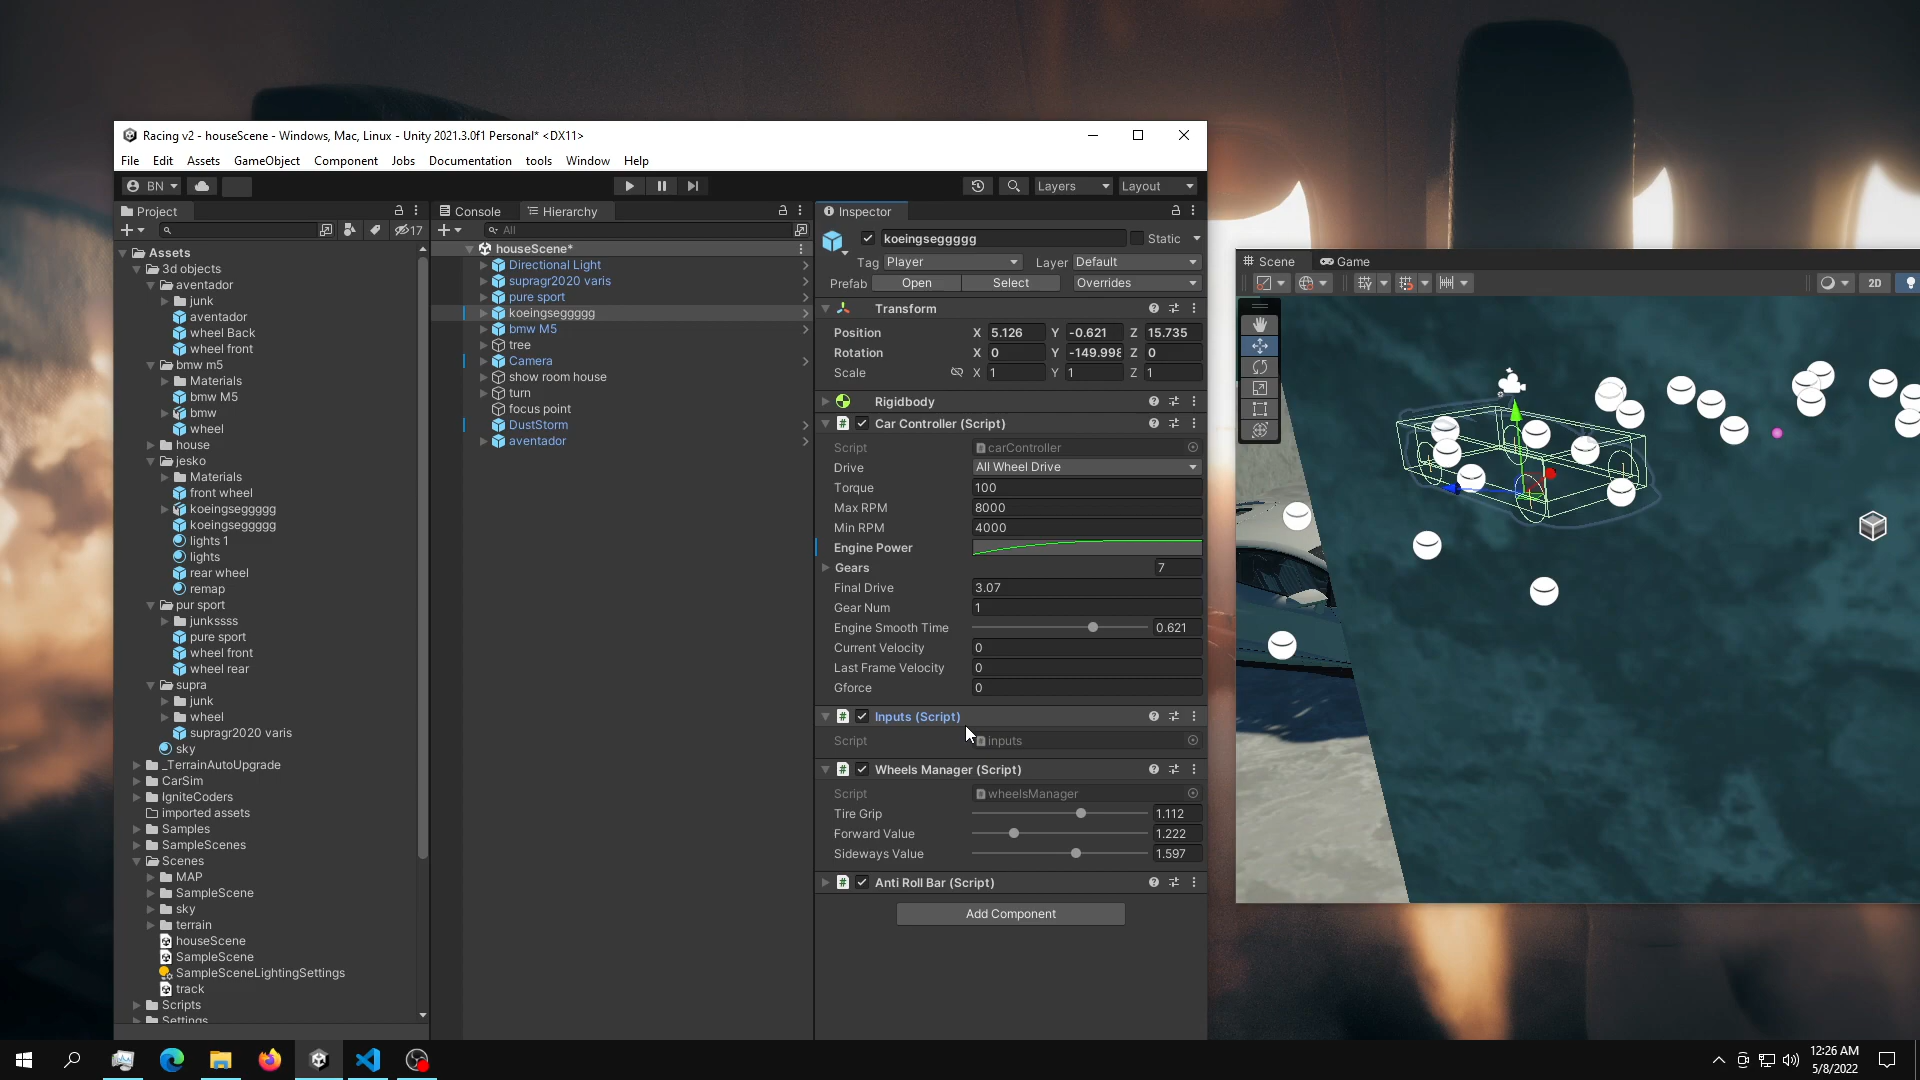 Racing v2 - houseScene - Windows, Mac, Linux - Unity 2021.3.0f1 Personal* <DX11>
File Edit Assets GameObject Component Jobs Documentation tools Window Help
BN
Layers
Layout
Project
17
Assets
3d objects
aventador
junk
aventador
wheel Back
wheel front
bmw m5
Materials
bmw M5
bmw
wheel
house
jesko
Materials
front wheel
koeingseggggg
koeingseggggg
lights 1
lights
rear wheel
remap
pur sport
junkssss
pure sport
wheel front
wheel rear
supra
junk
wheel
supragr2020 varis
sky
_TerrainAutoUpgrade
CarSim
IgniteCoders
imported assets
Samples
SampleScenes
Scenes
MAP
SampleScene
sky
terrain
houseScene
SampleScene
SampleSceneLightingSettings
track
Scripts
Settings
Console
Hierarchy
All
houseScene*
Directional Light
supragr2020 varis
pure sport
koeingseggggg
bmw M5
tree
Camera
show room house
turn
focus point
DustStorm
aventador
Inspector
koeingseggggg
Static
Tag Player Layer Default
Prefab Open Select Overrides
Transform
Position X 5.126 Y -0.621 Z 15.735
Rotation X 0 Y -149.998 Z 0
Scale X 1 Y 1 Z 1
Rigidbody
Car Controller (Script)
Script carController
Drive All Wheel Drive
Torque 100
Max RPM 8000
Min RPM 4000
Engine Power
Gears 7
Final Drive 3.07
Gear Num 1
Engine Smooth Time 0.621
Current Velocity 0
Last Frame Velocity 0
Gforce 0
Inputs (Script)
Script inputs
Wheels Manager (Script)
Script wheelsManager
Tire Grip 1.112
Forward Value 1.222
Sideways Value 1.597
Anti Roll Bar (Script)
Add Component
Scene
Game
2D
12:26 AM
5/8/2022